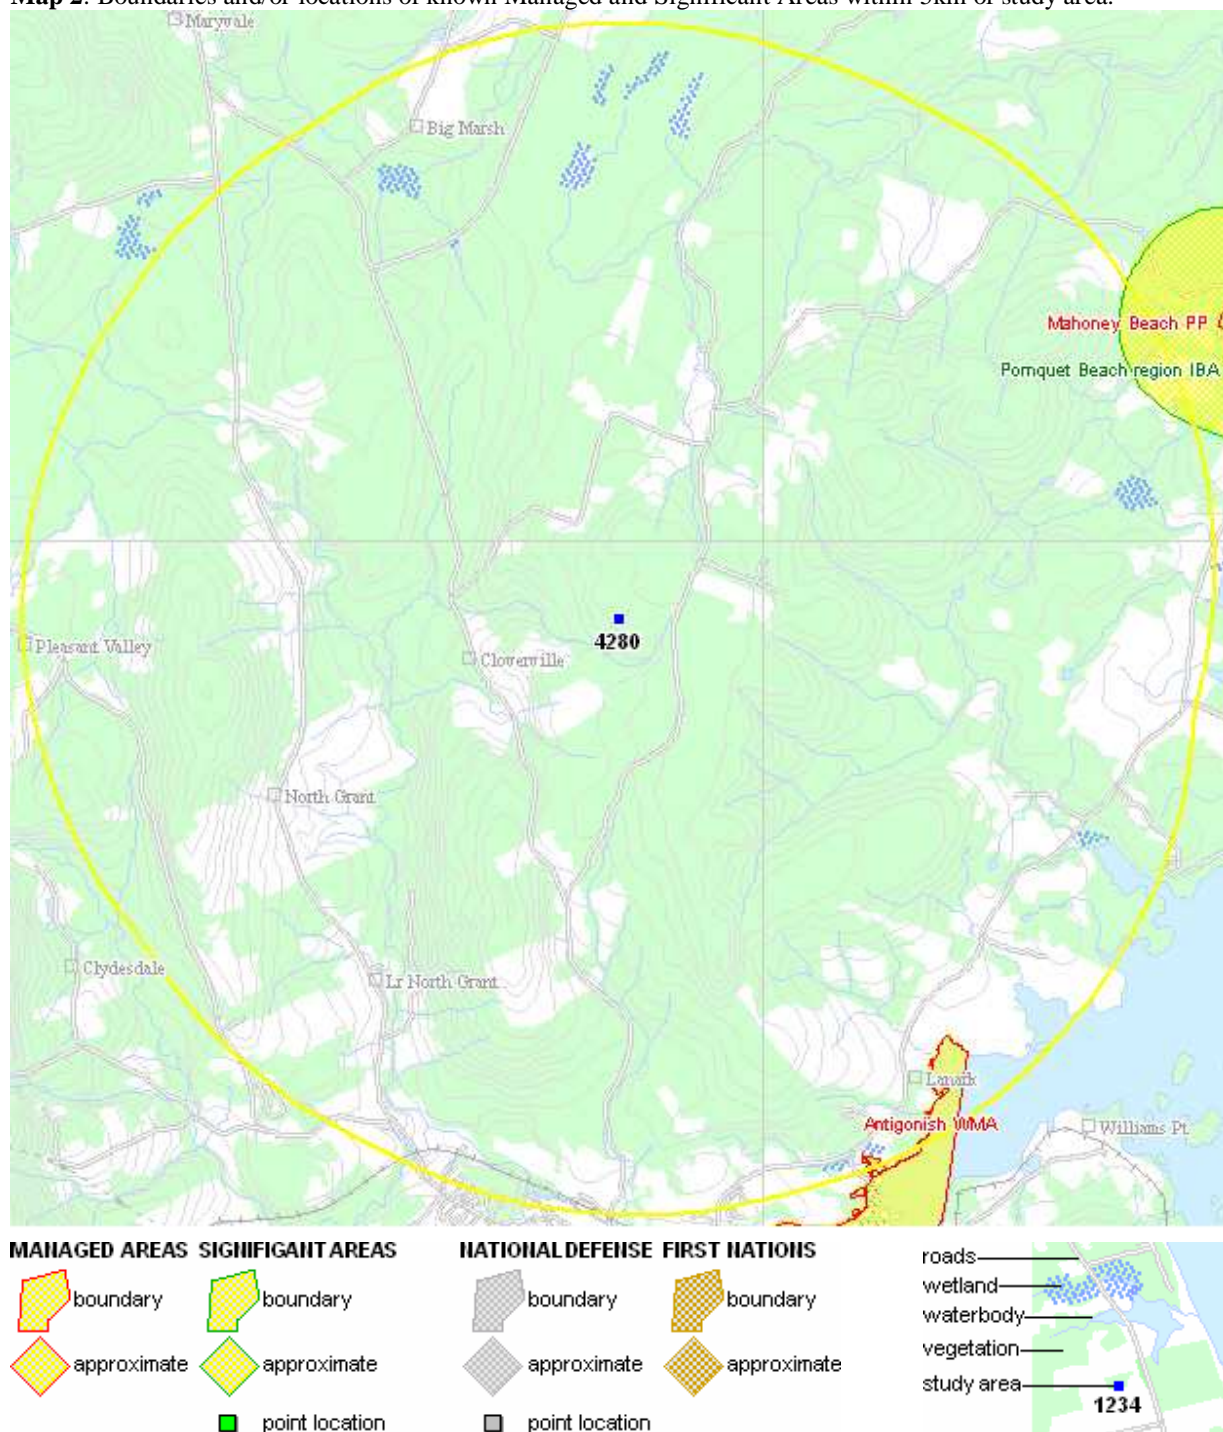 Map 2: Boundaries and/or locations of known Managed and Significant Areas within 5km of study area.
Maryvale
Big Marsh
Mahoney Beach PP
Pomquet Beach region IBA
4280
Pleasant Valley
Cloverville
North Grant
Clydesdale
Lr North Grant
Lanark
Antigonish WMA
Williams Pt
MANAGED AREAS SIGNIFIGANT AREAS NATIONAL DEFENSE FIRST NATIONS
boundary boundary boundary boundary
approximate approximate approximate approximate
point location point location
roads
wetland
waterbody
vegetation
study area
1234